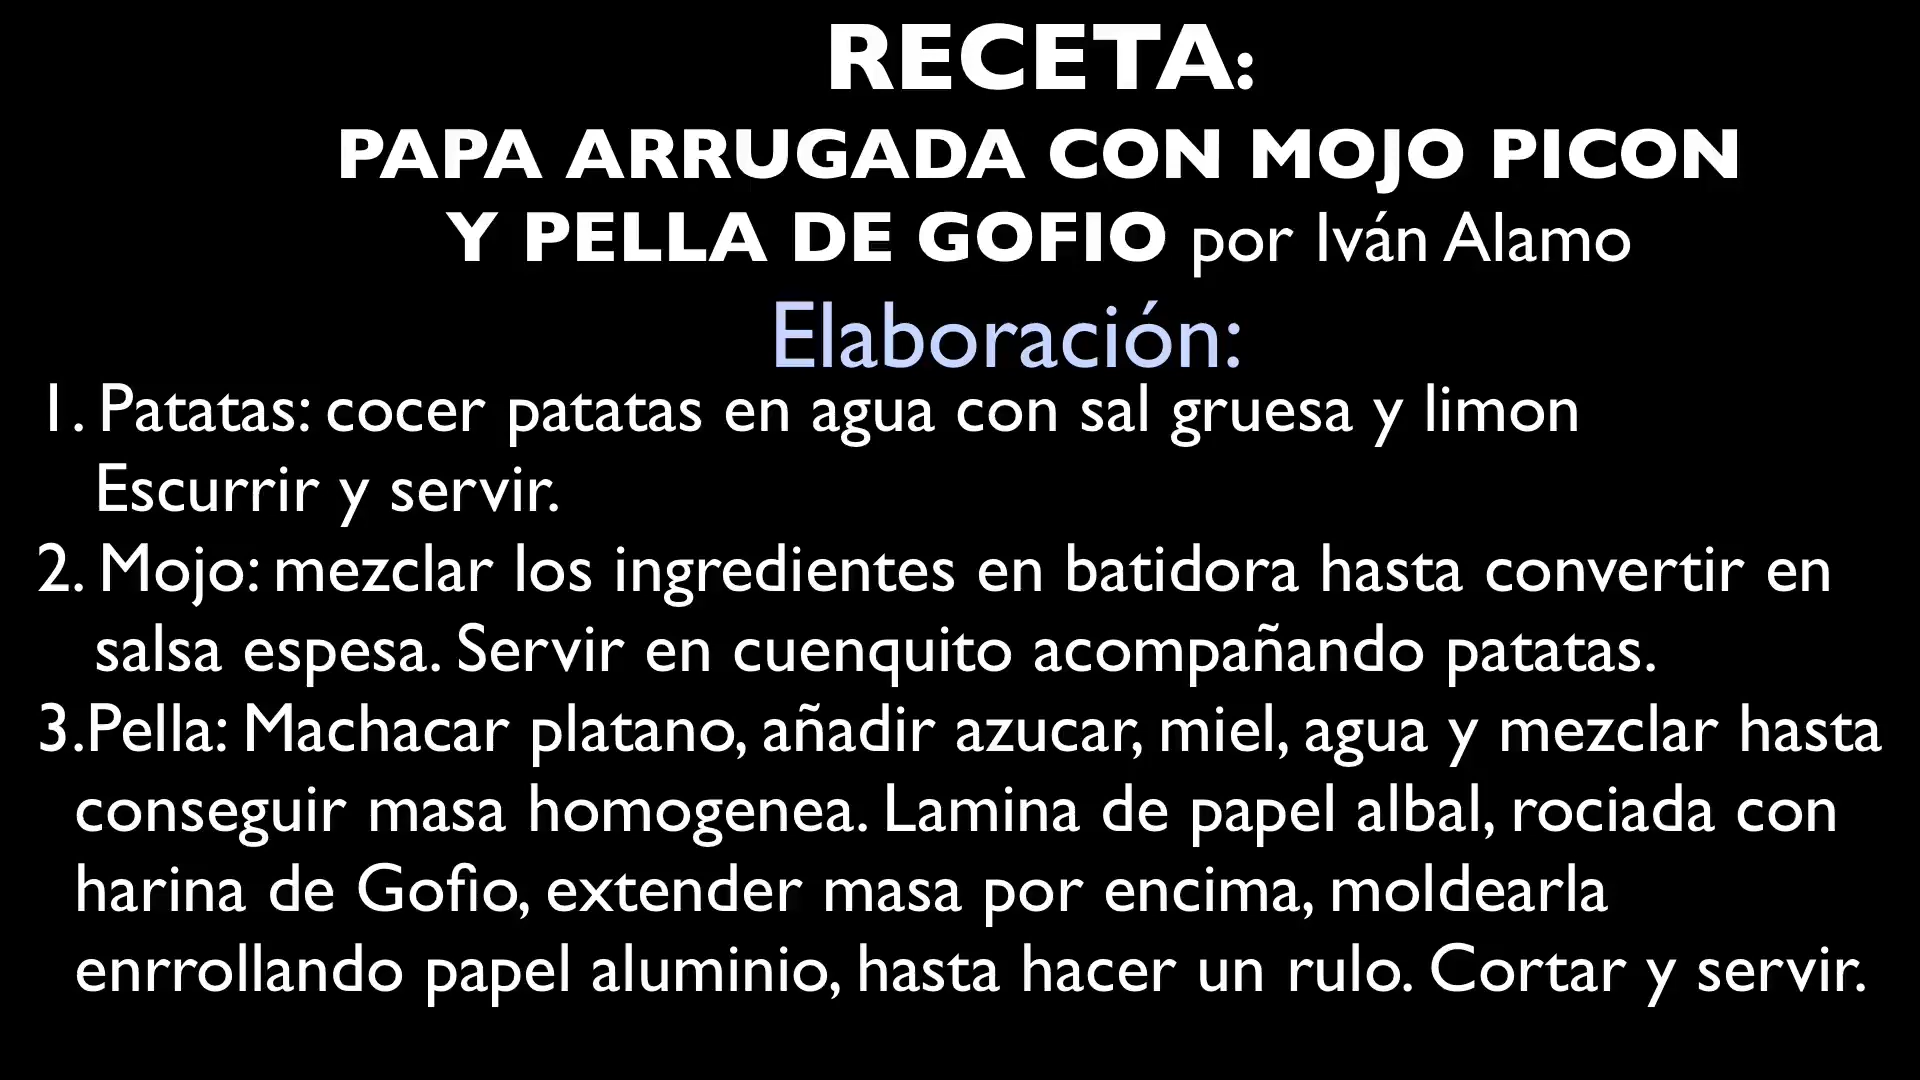 RECETA:
PAPA ARRUGADA CON MOJO PICON
Y PELLA DE GOFIO por Iván Alamo
Elaboración:
1. Patatas: cocer patatas en agua con sal gruesa y limon
Escurrir y servir.
2. Mojo: mezclar los ingredientes en batidora hasta convertir en
salsa espesa. Servir en cuenquito acompañando patatas.
3.Pella: Machacar platano, añadir azucar, miel, agua y mezclar hasta
conseguir masa homogenea. Lamina de papel albal, rociada con
harina de Gofio, extender masa por encima, moldearla
enrrollando papel aluminio, hasta hacer un rulo. Cortar y servir.